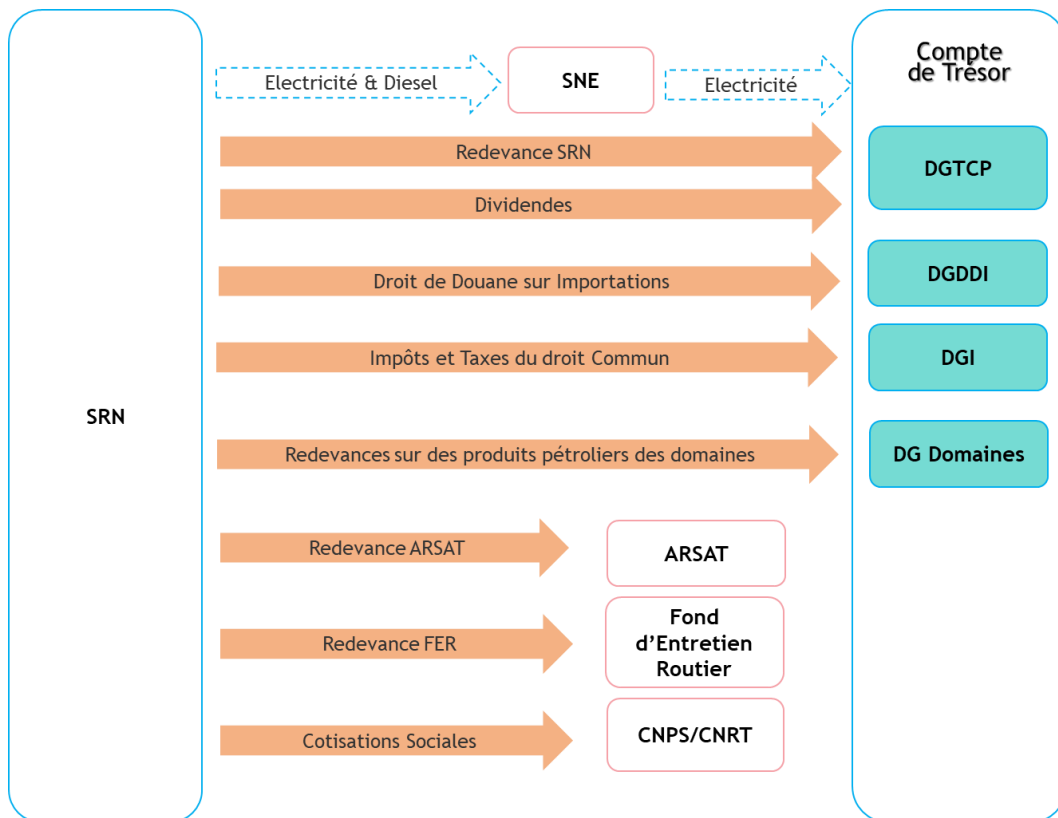 Compte
de Trésor
Electricité & Diesel
SNE
Electricité
Redevance SRN
DGTCP
Dividendes
Droit de Douane sur Importations
DGDDI
Impôts et Taxes du droit Commun
DGI
SRN
Redevances sur des produits pétroliers des domaines
DG Domaines
Redevance ARSAT
ARSAT
Redevance FER
Fond
d’Entretien
Routier
Cotisations Sociales
CNPS/CNRT